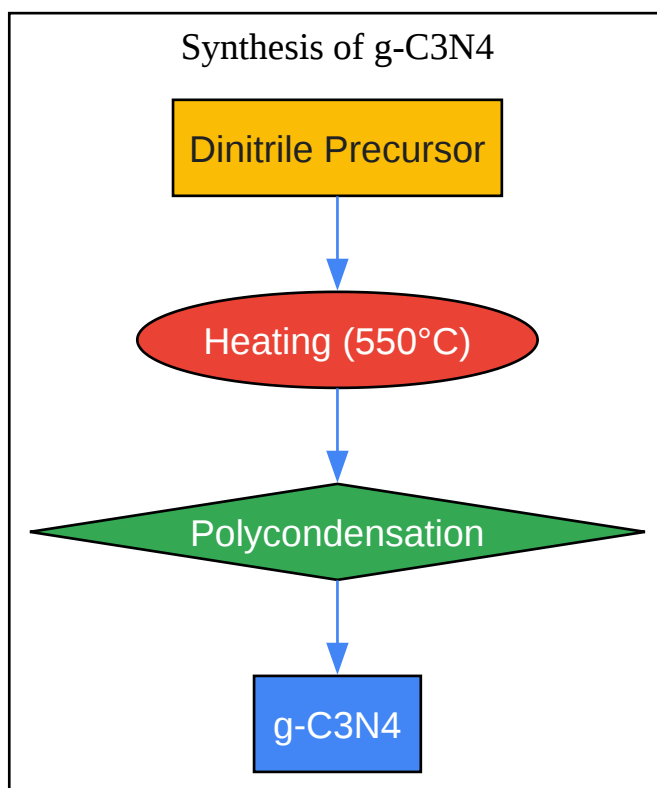 Synthesis of g-C3N4
Dinitrile Precursor
Heating (550°C)
Polycondensation
g-C3N4